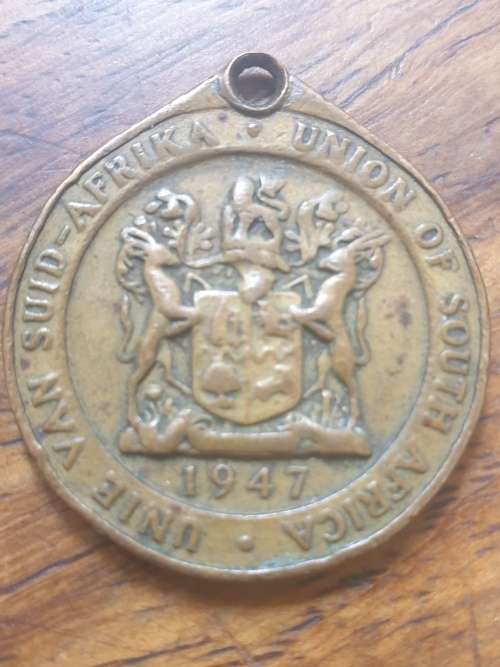 UNIE VAN SUID-AFRIKA • UNION OF SOUTH AFRICA •
1947